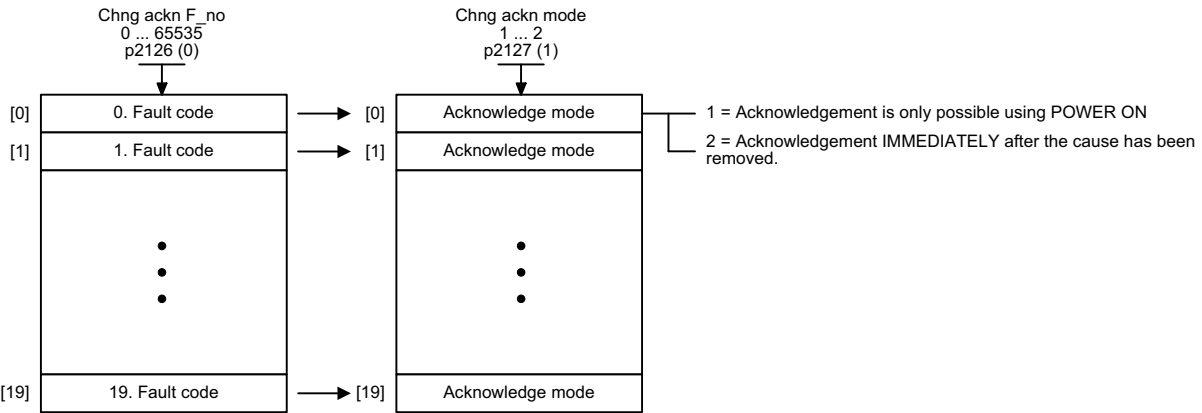 Chng ackn F_no
0 ... 65535
p2126 (0)
Chng ackn mode
1 ... 2
p2127 (1)
[0]
0. Fault code
[0]
Acknowledge mode
1 = Acknowledgement is only possible using POWER ON
2 = Acknowledgement IMMEDIATELY after the cause has been
removed.
[1]
1. Fault code
[1]
Acknowledge mode
[19]
19. Fault code
[19]
Acknowledge mode